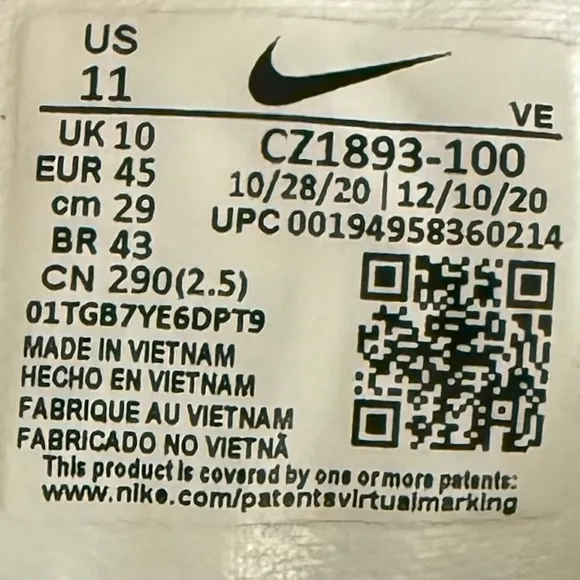 US
11
VE
UK 10
EUR 45
cm 29
BR 43
CN 290(2.5)
CZ1893-100
10/28/20 | 12/10/20
UPC 00194958360214
01TGB7YE6DPT9
MADE IN VIETNAM
HECHO EN VIETNAM
FABRIQUE AU VIETNAM
FABRICADO NO VIETNÃ
This product is covered by one or more patents:
www.nike.com/patentsvirtualmarking